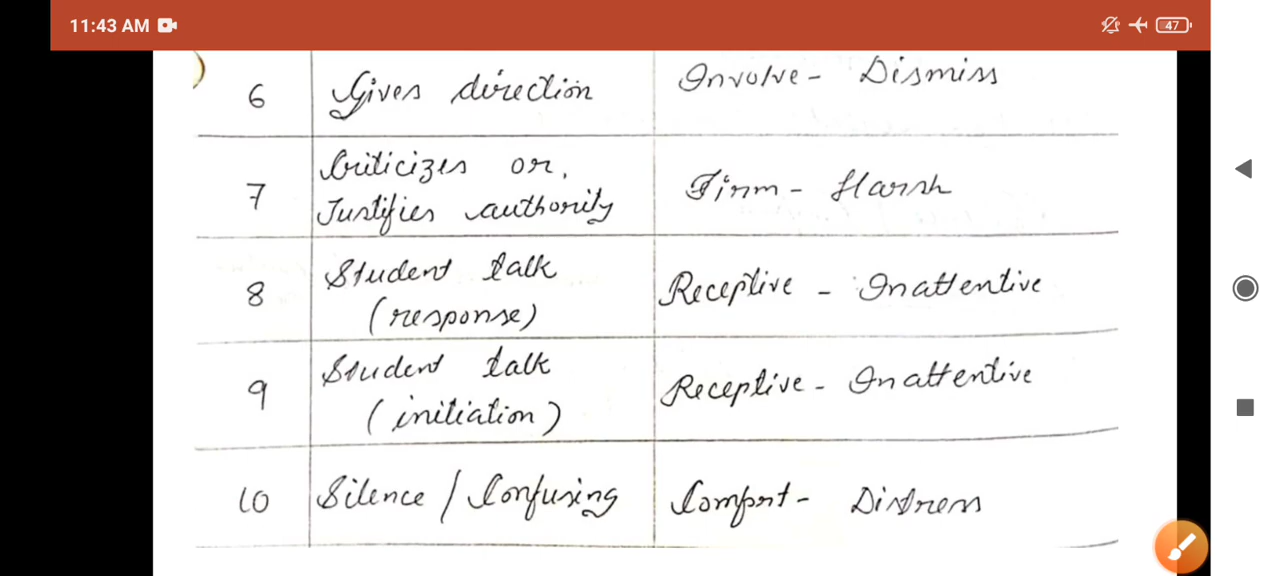 11:43 AM
47
6 Gives direction Involve - Dismiss
7 Criticizes or,
Justifies authority Firm - Harsh
8 Student talk
(response) Receptive - Inattentive
9 Student talk
(initiation) Receptive - Inattentive
10 Silence / Confusing Comfort - Distress